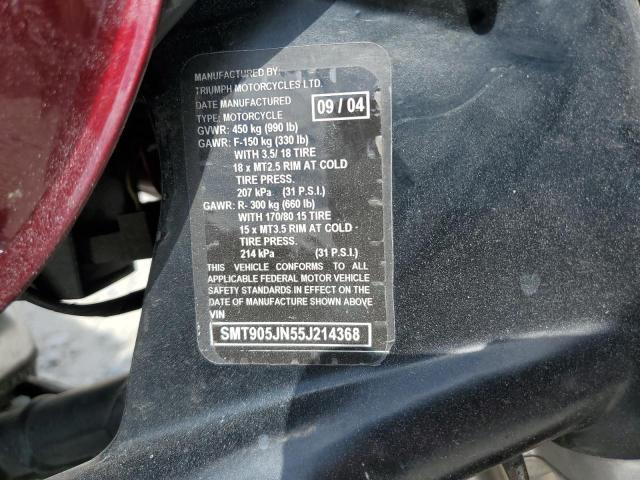 MANUFACTURED BY:
TRIUMPH MOTORCYCLES LTD.
DATE MANUFACTURED 09 / 04
TYPE: MOTORCYCLE
GVWR: 450 kg (990 lb)
GAWR: F-150 kg (330 lb)
WITH 3.5/ 18 TIRE
18 x MT2.5 RIM AT COLD
TIRE PRESS.
207 kPa (31 P.S.I.)
GAWR: R- 300 kg (660 lb)
WITH 170/80 15 TIRE
15 x MT3.5 RIM AT COLD
TIRE PRESS.
214 kPa (31 P.S.I.)
THIS VEHICLE CONFORMS TO ALL
APPLICABLE FEDERAL MOTOR VEHICLE
SAFETY STANDARDS IN EFFECT ON THE
DATE OF MANUFACTURE SHOWN ABOVE
VIN
SMT905JN55J214368